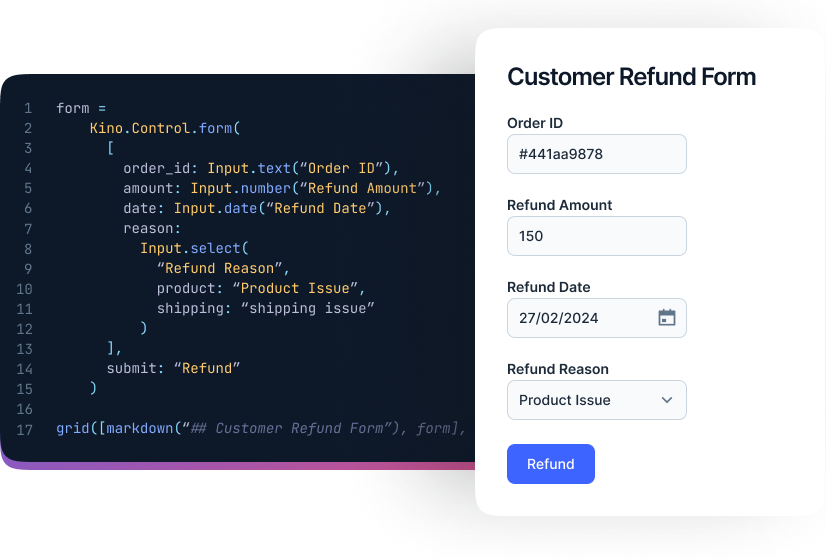 1 form =
2 Kino.Control.form(
3 [
4 order_id: Input.text(“Order ID”),
5 amount: Input.number(“Refund Amount”),
6 date: Input.date(“Refund Date”),
7 reason:
8 Input.select(
9 “Refund Reason”,
10 product: “Product Issue”,
11 shipping: “shipping issue”
12 )
13 ],
14 submit: “Refund”
15 )
16
17 grid([markdown(“## Customer Refund Form”), form],
Customer Refund Form
Order ID
#441aa9878
Refund Amount
150
Refund Date
27/02/2024
Refund Reason
Product Issue
Refund